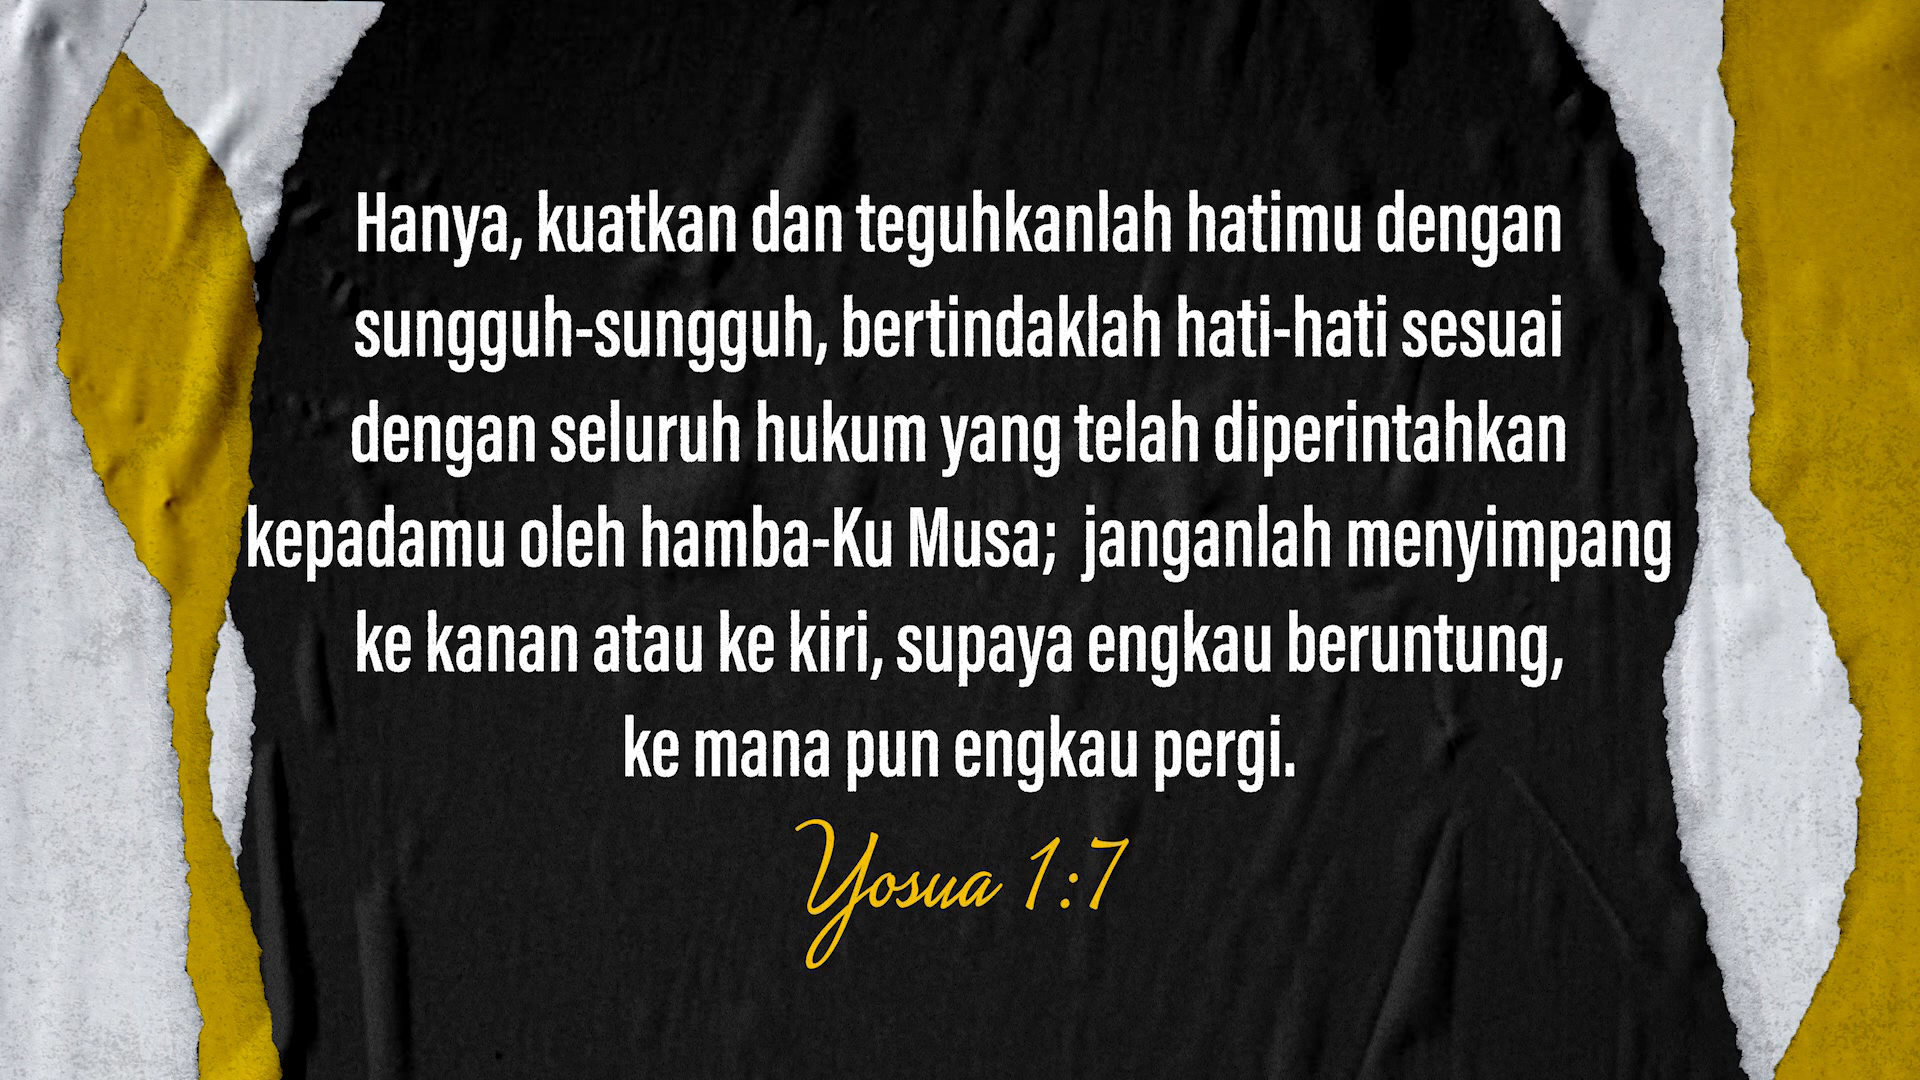 Hanya, kuatkan dan teguhkanlah hatimu dengan
sungguh-sungguh, bertindaklah hati-hati sesuai
dengan seluruh hukum yang telah diperintahkan
kepadamu oleh hamba-Ku Musa;  janganlah menyimpang
ke kanan atau ke kiri, supaya engkau beruntung,
ke mana pun engkau pergi.
Yosua 1:7